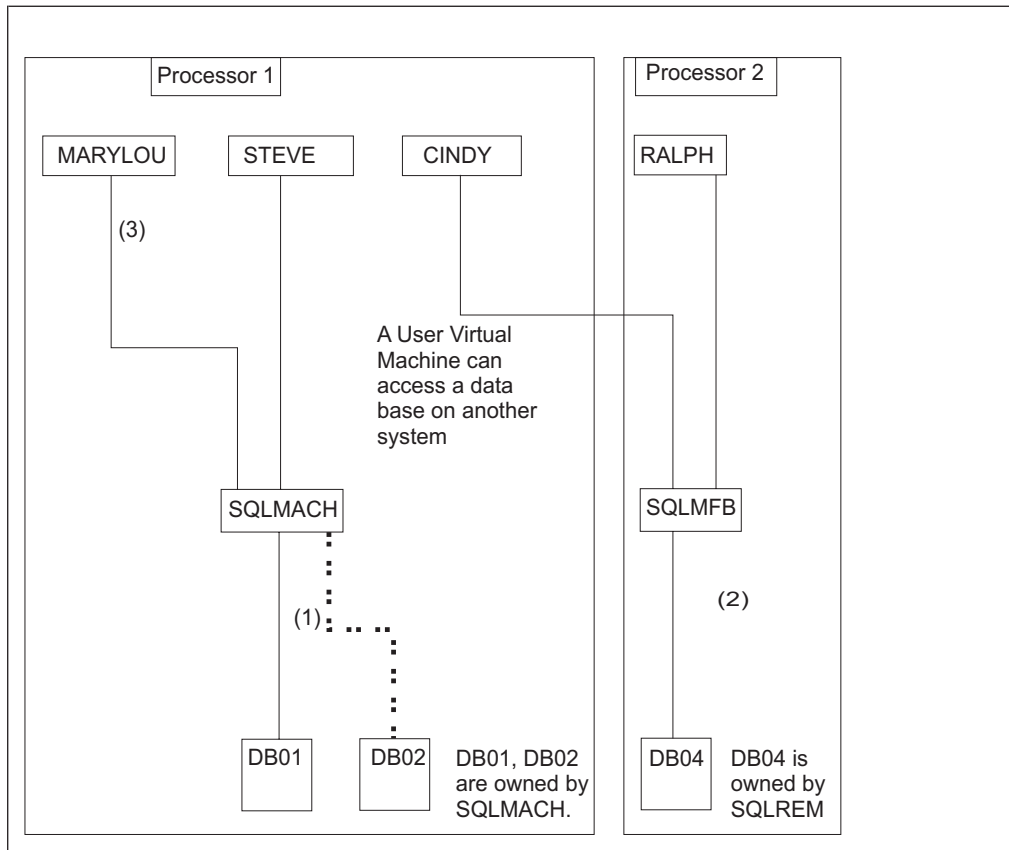 Processor 1
Processor 2
MARYLOU
STEVE
CINDY
RALPH
(3)
A User Virtual
Machine can
access a data
base on another
system
SQLMACH
SQLMFB
(1)
(2)
DB01
DB02
DB01, DB02
are owned by
SQLMACH.
DB04
DB04 is
owned by
SQLREM